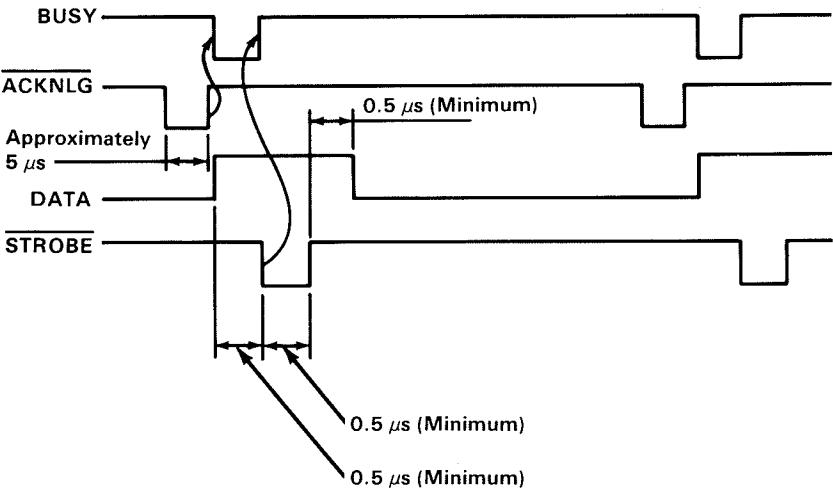 BUSY
ACKNLG
0.5 μs (Minimum)
Approximately
5 μs
DATA
STROBE
0.5 μs (Minimum)
0.5 μs (Minimum)